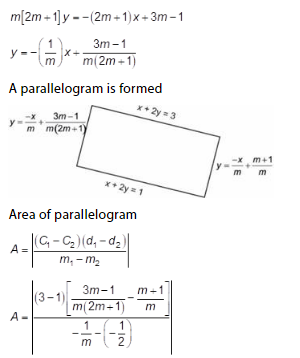 m[2m+1]y = -(2m+1)x + 3m-1
y = -(1/m)x + (3m-1)/(m(2m+1))
A parallelogram is formed
x + 2y = 3
y = -x/m + (3m-1)/(m(2m+1))
y = -x/m + (m+1)/m
x + 2y = 1
Area of parallelogram
A = |(C₁ - C₂)(d₁ - d₂)/(m₁ - m₂)|
A = |(3-1)[(3m-1)/(m(2m+1)) - (m+1)/m]/(-1/m - (-1/2))|